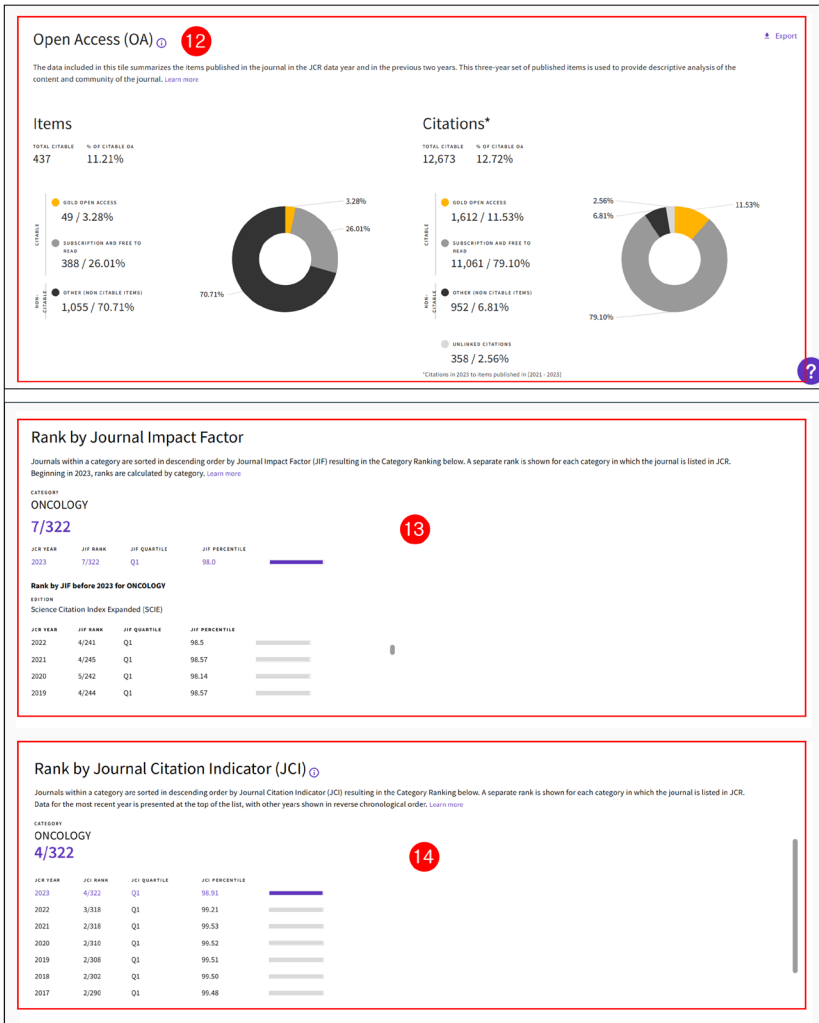 Open Access (OA)
12
Export
The data included in this tile summarizes the items published in the journal in the JCR data year and in the previous two years. This three-year set of published items is used to provide descriptive analysis of the
content and community of the journal. Learn more
Items
TOTAL CITABLE % OF CITABLE OA
437 11.21%
CITABLE
GOLD OPEN ACCESS
49 / 3.28%
SUBSCRIPTION AND FREE TO
READ
388 / 26.01%
NON-
CITABLE
OTHER (NON CITABLE ITEMS)
1,055 / 70.71%
3.28%
26.01%
70.71%
Citations*
TOTAL CITABLE % OF CITABLE OA
12,673 12.72%
CITABLE
GOLD OPEN ACCESS
1,612 / 11.53%
SUBSCRIPTION AND FREE TO
READ
11,061 / 79.10%
NON-
CITABLE
OTHER (NON CITABLE ITEMS)
952 / 6.81%
UNLINKED CITATIONS
358 / 2.56%
2.56%
6.81%
11.53%
79.10%
*Citations in 2023 to items published in [2021 - 2023]
?
Rank by Journal Impact Factor
Journals within a category are sorted in descending order by Journal Impact Factor (JIF) resulting in the Category Ranking below. A separate rank is shown for each category in which the journal is listed in JCR.
Beginning in 2023, ranks are calculated by category. Learn more
CATEGORY
ONCOLOGY
7/322
13
JCR YEAR JIF RANK JIF QUARTILE JIF PERCENTILE
2023 7/322 Q1 98.0
Rank by JIF before 2023 for ONCOLOGY
EDITION
Science Citation Index Expanded (SCIE)
JCR YEAR JIF RANK JIF QUARTILE JIF PERCENTILE
2022 4/241 Q1 98.5
2021 4/245 Q1 98.57
2020 5/242 Q1 98.14
2019 4/244 Q1 98.57
Rank by Journal Citation Indicator (JCI)
Journals within a category are sorted in descending order by Journal Citation Indicator (JCI) resulting in the Category Ranking below. A separate rank is shown for each category in which the journal is listed in JCR.
Data for the most recent year is presented at the top of the list, with other years shown in reverse chronological order. Learn more
CATEGORY
ONCOLOGY
4/322
14
JCR YEAR JCI RANK JCI QUARTILE JCI PERCENTILE
2023 4/322 Q1 98.91
2022 3/318 Q1 99.21
2021 2/318 Q1 99.53
2020 2/310 Q1 99.52
2019 2/308 Q1 99.51
2018 2/302 Q1 99.50
2017 2/290 Q1 99.48